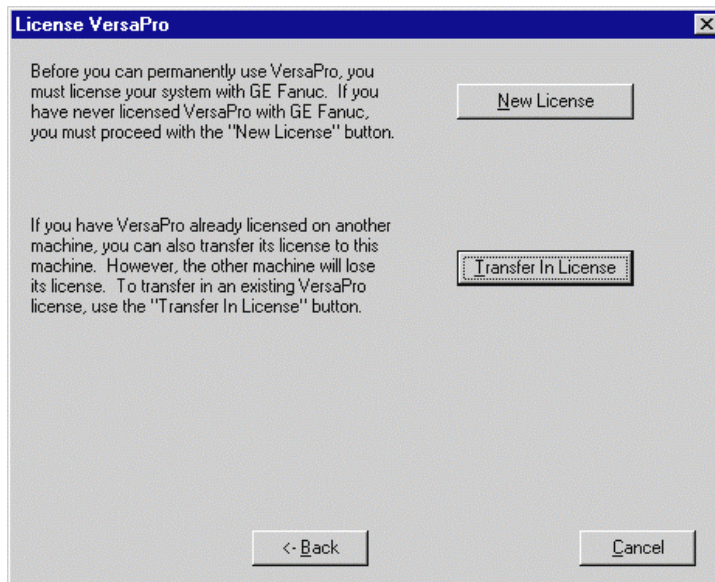 License VersaPro
Before you can permanently use VersaPro, you
must license your system with GE Fanuc. If you
have never licensed VersaPro with GE Fanuc,
you must proceed with the "New License" button.
New License
If you have VersaPro already licensed on another
machine, you can also transfer its license to this
machine. However, the other machine will lose
its license. To transfer in an existing VersaPro
license, use the "Transfer In License" button.
Transfer In License
<- Back
Cancel